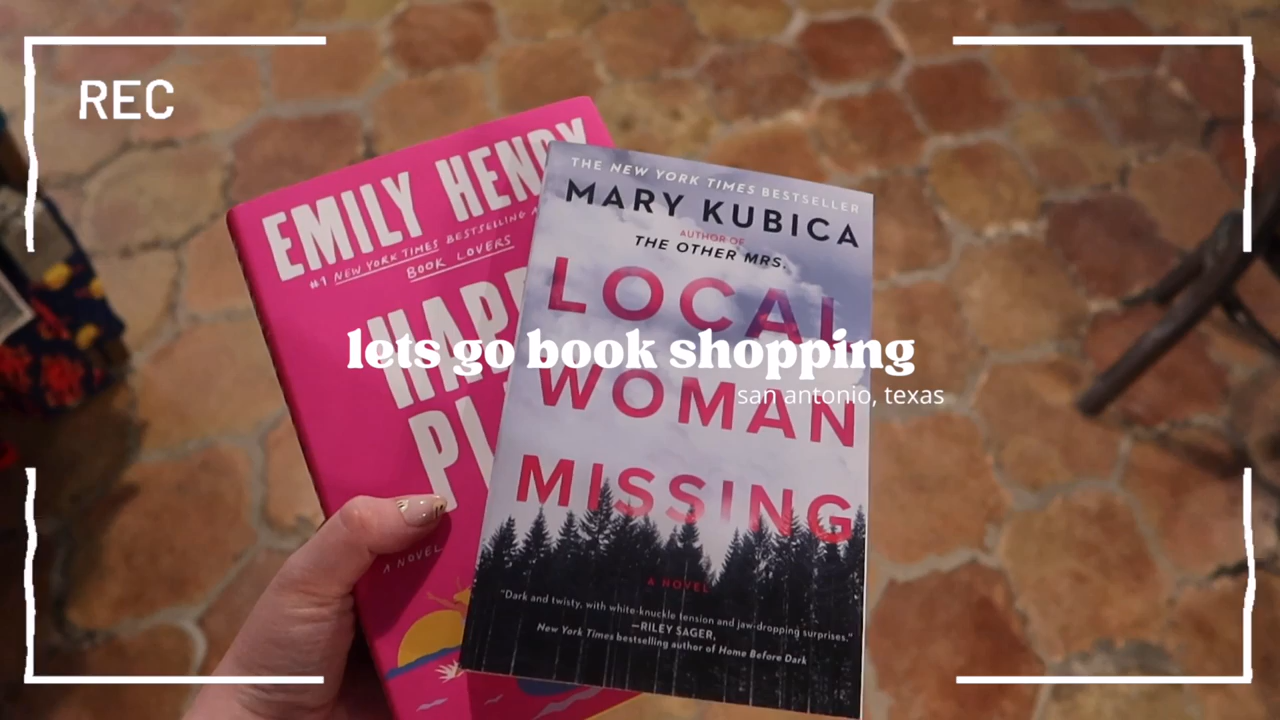 REC
EMILY HENRY
#1 NEW YORK TIMES BESTSELLING
BOOK LOVERS
A NOVEL
THE NEW YORK TIMES BESTSELLER
MARY KUBICA
AUTHOR OF
THE OTHER MRS.
LOCAL
WOMAN
MISSING
A NOVEL
"Dark and twisty, with white-knuckle tension and jaw-dropping surprises."
—RILEY SAGER,
New York Times bestselling author of Home Before Dark
lets go book shopping
san antonio, texas